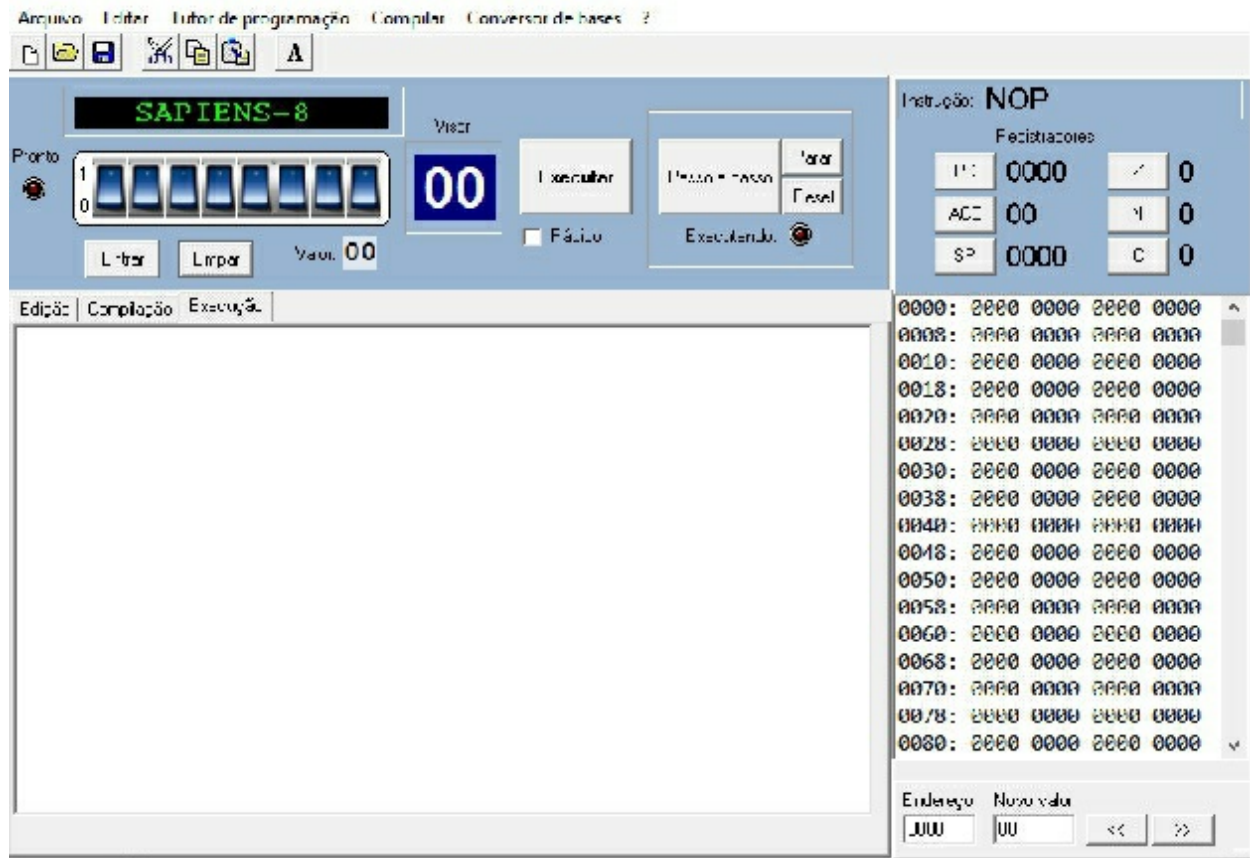 Arquivo Editar Tutor de programação Compilar Conversor de bases ?
A
SAPIENS-8
Visor
Pronto
1
0
00
Executar
Passo a passo
Parar
Reset
Rápido
Executando:
Entrar Limpar Valor: 00
Instrução: NOP
Registradores
PC 0000 Z 0
ACC 00 N 0
SP 0000 C 0
Edição Compilação Execução
0000: 0000 0000 0000 0000
0008: 0000 0000 0000 0000
0010: 0000 0000 0000 0000
0018: 0000 0000 0000 0000
0020: 0000 0000 0000 0000
0028: 0000 0000 0000 0000
0030: 0000 0000 0000 0000
0038: 0000 0000 0000 0000
0040: 0000 0000 0000 0000
0048: 0000 0000 0000 0000
0050: 0000 0000 0000 0000
0058: 0000 0000 0000 0000
0060: 0000 0000 0000 0000
0068: 0000 0000 0000 0000
0070: 0000 0000 0000 0000
0078: 0000 0000 0000 0000
0080: 0000 0000 0000 0000
Endereço Novo valor
0000 00 << >>